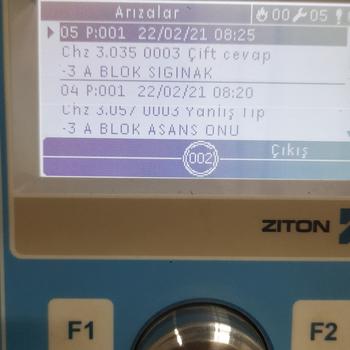 Arızalar 00 05
05 P:001 22/02/21 08:25
Chz 3.035 0003 Çift cevap
-3 A BLOK SIGINAK
04 P:001 22/02/21 08:20
Chz 3.057 0003 Yanlış Tip
-3 A BLOK ASANS ONU
Çıkış
002
ZITON
F1 F2